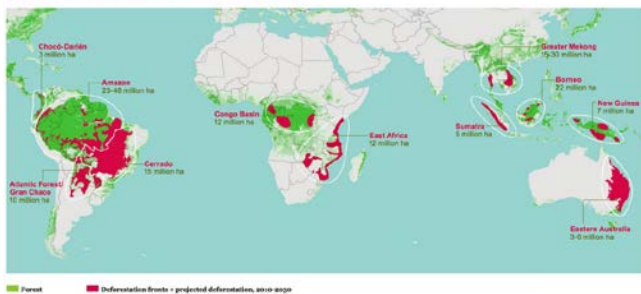 Chocó-Darién
3 million ha
Amazon
23-48 million ha
Congo Basin
12 million ha
East Africa
12 million ha
Greater Mekong
15-30 million ha
Borneo
22 million ha
New Guinea
7 million ha
Sumatra
5 million ha
Cerrado
15 million ha
Atlantic Forest/
Gran Chaco
10 million ha
Eastern Australia
3-6 million ha
Forest
Deforestation fronts + projected deforestation, 2010-2030